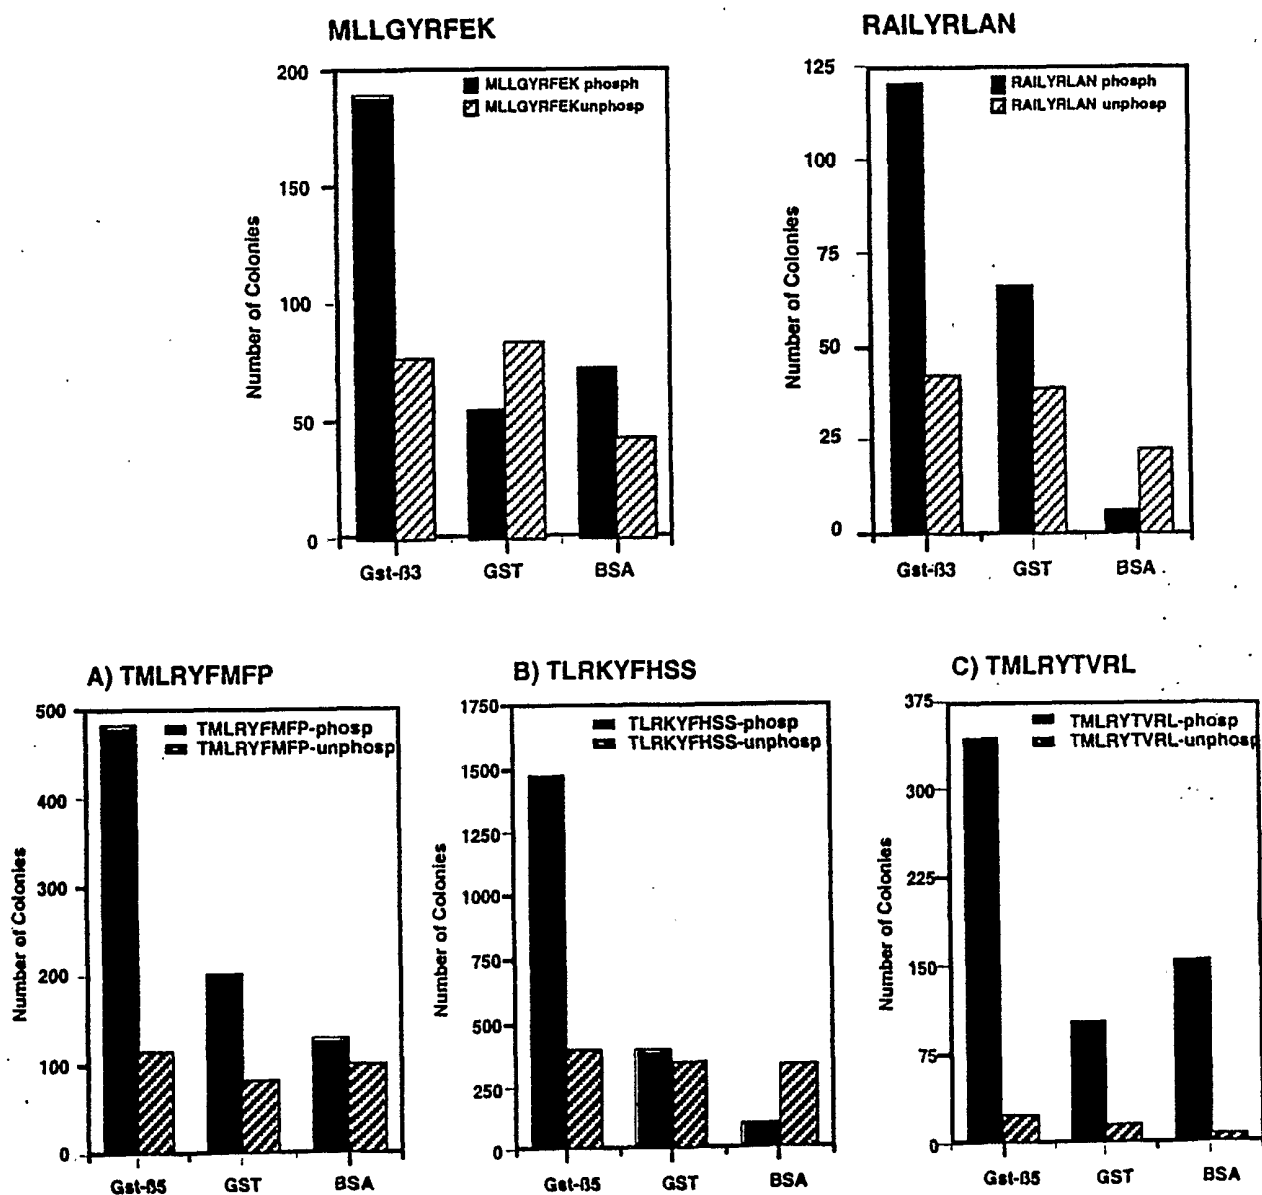 MLLGYRFEK
200
150
100
50
0
Number of Colonies
MLLGYRFEK phosph
MLLGYRFEKunphosp
Gst-ß3 GST BSA
RAILYRLAN
125
100
75
50
25
0
Number of Colonies
RAILYRLAN phosph
RAILYRLAN unphosp
Gst-ß3 GST BSA
A) TMLRYFMFP
500
400
300
200
100
0
Number of Colonies
TMLRYFMFP-phosp
TMLRYFMFP-unphosp
Gst-ß5 GST BSA
B) TLRKYFHSS
1750
1500
1250
1000
750
500
250
0
Number of Colonies
TLRKYFHSS-phosp
TLRKYFHSS-unphosp
Gst-ß5 GST BSA
C) TMLRYTVRL
375
300
225
150
75
0
Number of Colonies
TMLRYTVRL-phosp
TMLRYTVRL-unphosp
Gst-ß5 GST BSA